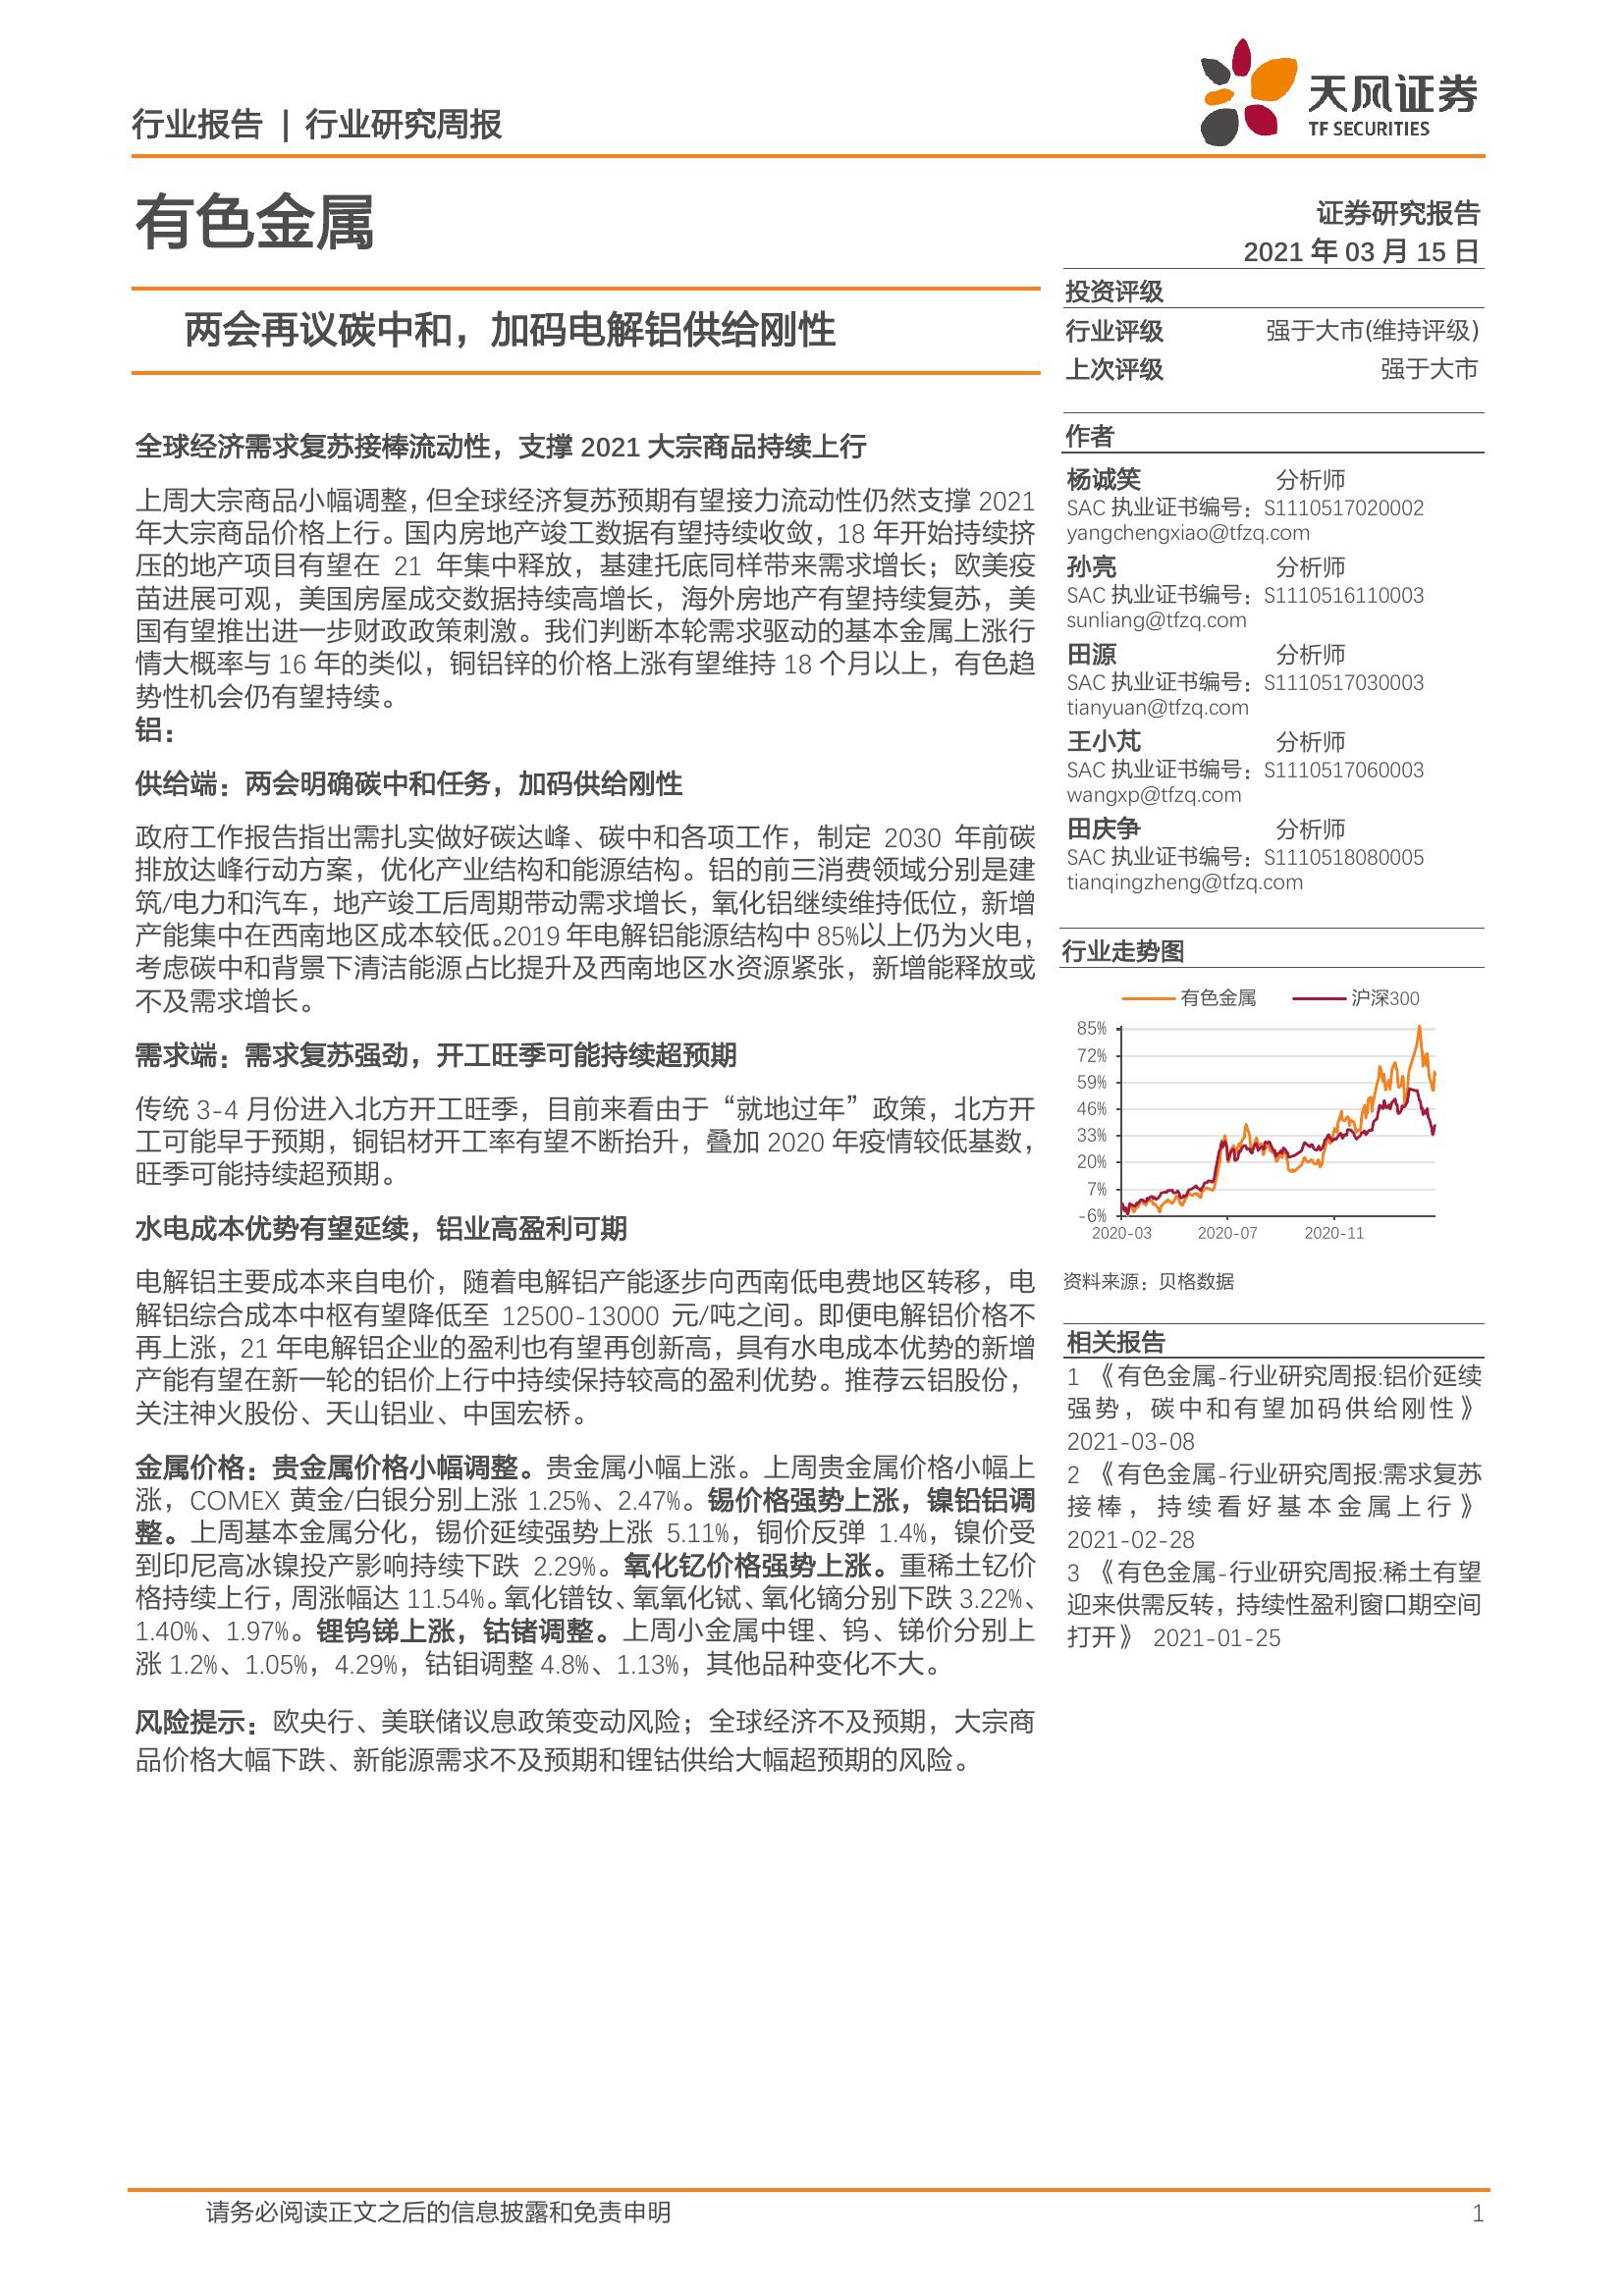 天风证券
TF SECURITIES
行业报告 | 行业研究周报
有色金属
证券研究报告
2021 年 03 月 15 日
两会再议碳中和，加码电解铝供给刚性
投资评级
行业评级 强于大市(维持评级)
上次评级 强于大市
全球经济需求复苏接棒流动性，支撑 2021 大宗商品持续上行
上周大宗商品小幅调整，但全球经济复苏预期有望接力流动性仍然支撑 2021
年大宗商品价格上行。国内房地产竣工数据有望持续收敛，18 年开始持续挤
压的地产项目有望在 21 年集中释放，基建托底同样带来需求增长；欧美疫
苗进展可观，美国房屋成交数据持续高增长，海外房地产有望持续复苏，美
国有望推出进一步财政政策刺激。我们判断本轮需求驱动的基本金属上涨行
情大概率与 16 年的类似，铜铝锌的价格上涨有望维持 18 个月以上，有色趋
势性机会仍有望持续。
铝：
供给端：两会明确碳中和任务，加码供给刚性
政府工作报告指出需扎实做好碳达峰、碳中和各项工作，制定 2030 年前碳
排放达峰行动方案，优化产业结构和能源结构。铝的前三消费领域分别是建
筑/电力和汽车，地产竣工后周期带动需求增长，氧化铝继续维持低位，新增
产能集中在西南地区成本较低。2019 年电解铝能源结构中 85%以上仍为火电，
考虑碳中和背景下清洁能源占比提升及西南地区水资源紧张，新增能释放或
不及需求增长。
需求端：需求复苏强劲，开工旺季可能持续超预期
传统 3-4 月份进入北方开工旺季，目前来看由于“就地过年”政策，北方开
工可能早于预期，铜铝材开工率有望不断抬升，叠加 2020 年疫情较低基数，
旺季可能持续超预期。
水电成本优势有望延续，铝业高盈利可期
电解铝主要成本来自电价，随着电解铝产能逐步向西南低电费地区转移，电
解铝综合成本中枢有望降低至 12500-13000 元/吨之间。即便电解铝价格不
再上涨，21 年电解铝企业的盈利也有望再创新高，具有水电成本优势的新增
产能有望在新一轮的铝价上行中持续保持较高的盈利优势。推荐云铝股份，
关注神火股份、天山铝业、中国宏桥。
金属价格：贵金属价格小幅调整。贵金属小幅上涨。上周贵金属价格小幅上
涨，COMEX 黄金/白银分别上涨 1.25%、2.47%。锡价格强势上涨，镍铅铝调
整。上周基本金属分化，锡价延续强势上涨 5.11%，铜价反弹 1.4%，镍价受
到印尼高冰镍投产影响持续下跌 2.29%。氧化钇价格强势上涨。重稀土钇价
格持续上行，周涨幅达 11.54%。氧化镨钕、氧氧化铽、氧化镝分别下跌 3.22%、
1.40%、1.97%。锂钨锑上涨，钴锗调整。上周小金属中锂、钨、锑价分别上
涨 1.2%、1.05%，4.29%，钴钼调整 4.8%、1.13%，其他品种变化不大。
风险提示：欧央行、美联储议息政策变动风险；全球经济不及预期，大宗商
品价格大幅下跌、新能源需求不及预期和锂钴供给大幅超预期的风险。
作者
杨诚笑 分析师
SAC 执业证书编号：S1110517020002
yangchengxiao@tfzq.com
孙亮 分析师
SAC 执业证书编号：S1110516110003
sunliang@tfzq.com
田源 分析师
SAC 执业证书编号：S1110517030003
tianyuan@tfzq.com
王小芃 分析师
SAC 执业证书编号：S1110517060003
wangxp@tfzq.com
田庆争 分析师
SAC 执业证书编号：S1110518080005
tianqingzheng@tfzq.com
行业走势图
有色金属 沪深300
85%
72%
59%
46%
33%
20%
7%
-6%
2020-03 2020-07 2020-11
资料来源：贝格数据
相关报告
1 《有色金属-行业研究周报:铝价延续
强势，碳中和有望加码供给刚性》
2021-03-08
2 《有色金属-行业研究周报:需求复苏
接棒，持续看好基本金属上行》
2021-02-28
3 《有色金属-行业研究周报:稀土有望
迎来供需反转，持续性盈利窗口期空间
打开》 2021-01-25
请务必阅读正文之后的信息披露和免责申明 1